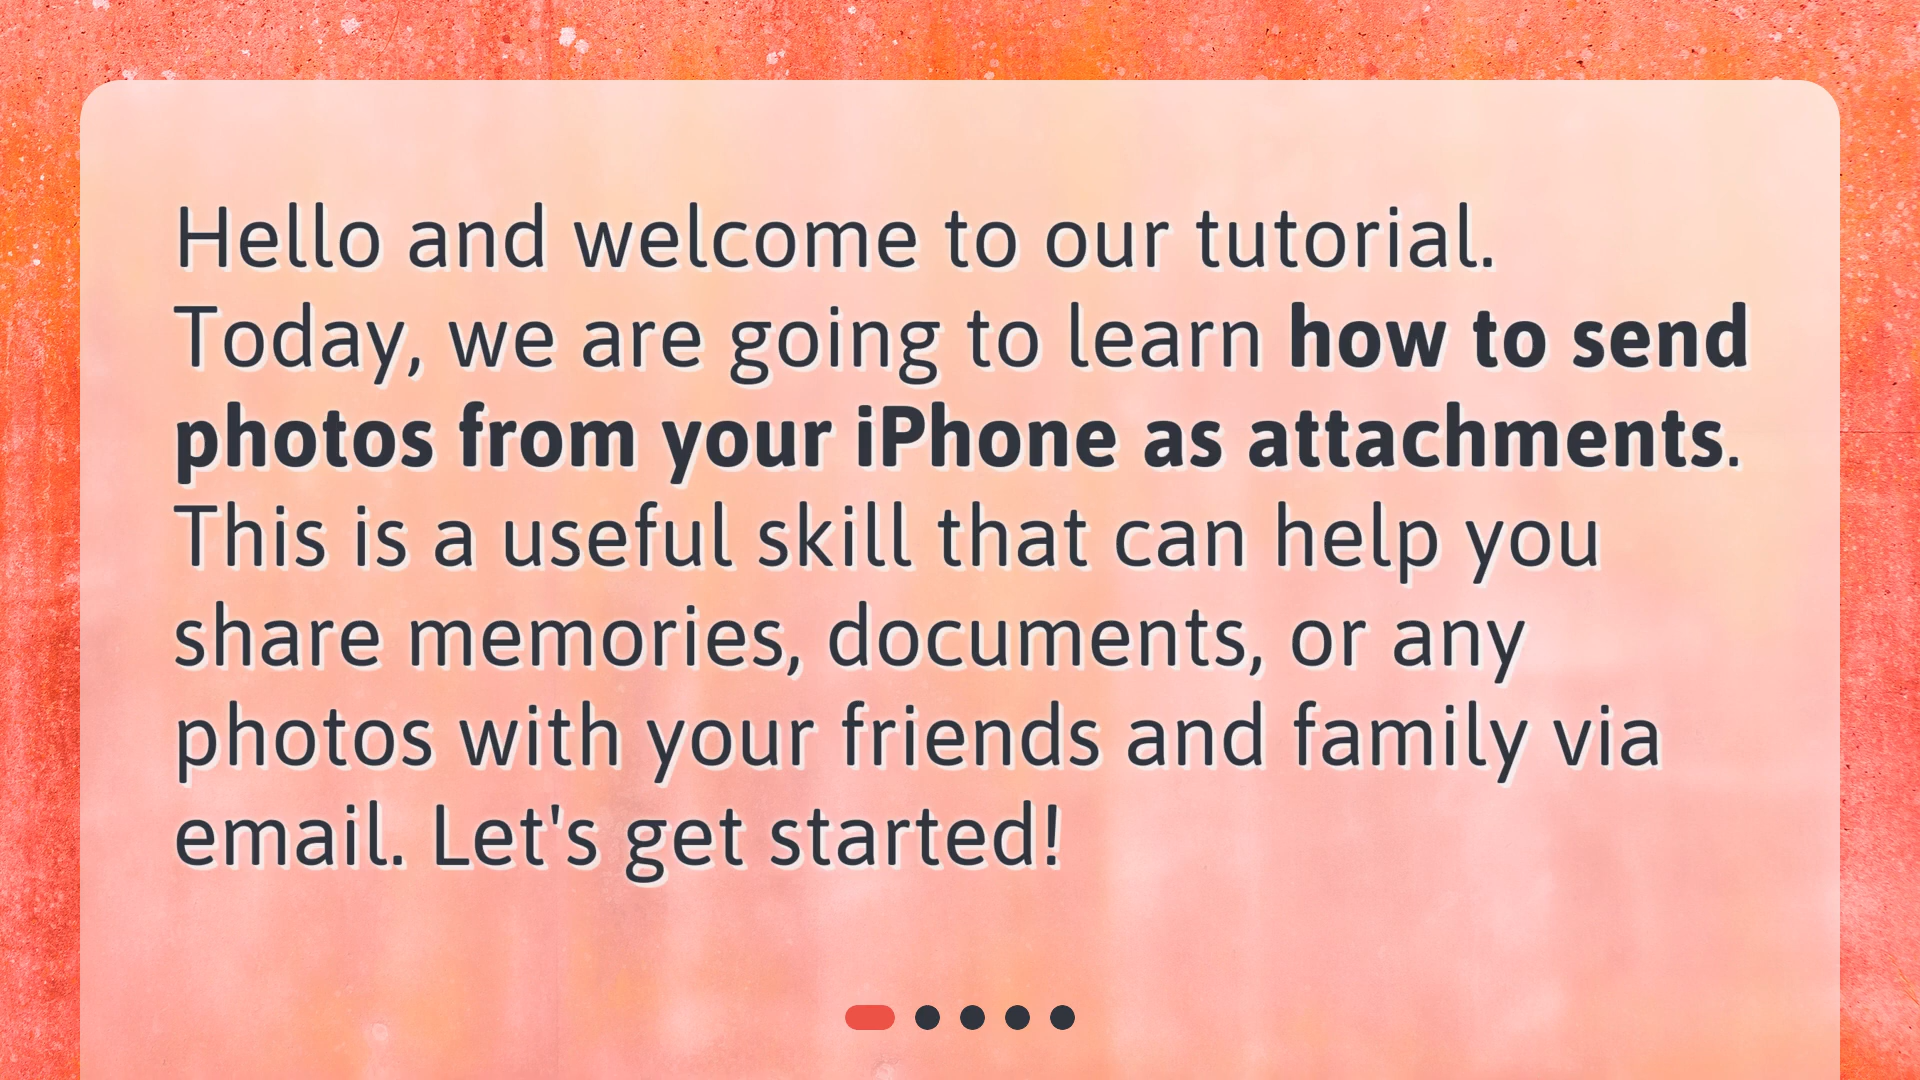 Hello and welcome to our tutorial.
Today, we are going to learn how to send
photos from your iPhone as attachments.
This is a useful skill that can help you
share memories, documents, or any
photos with your friends and family via
email. Let's get started!